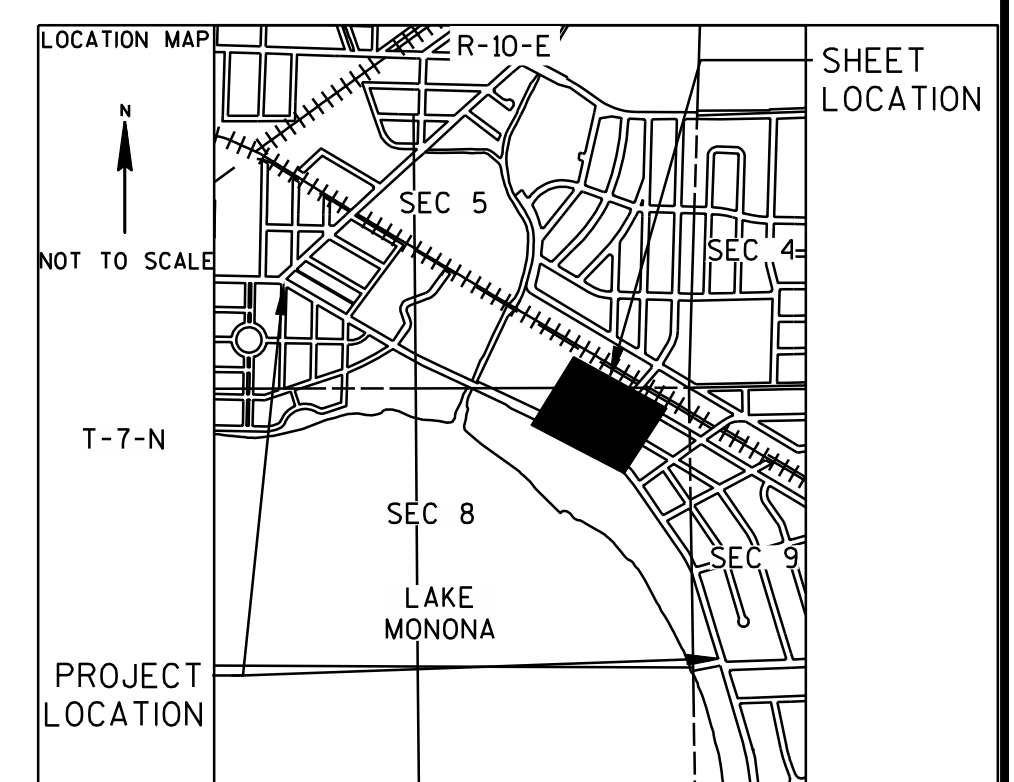 LOCATION MAP
R-10-E
SHEET
LOCATION
N
SEC 5
SEC 4
NOT TO SCALE
T-7-N
SEC 8
SEC 9
LAKE
MONONA
PROJECT
LOCATION